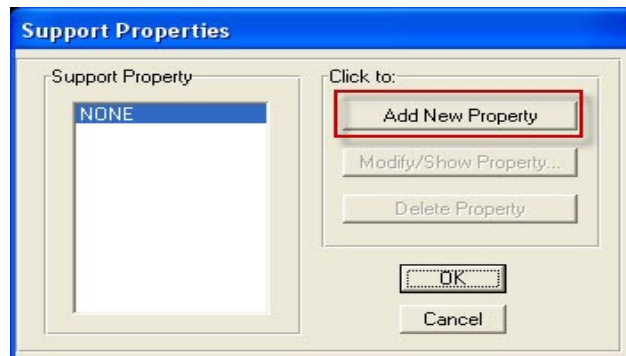 Support Properties
Support Property
NONE
Click to:
Add New Property
Modify/Show Property...
Delete Property
OK
Cancel